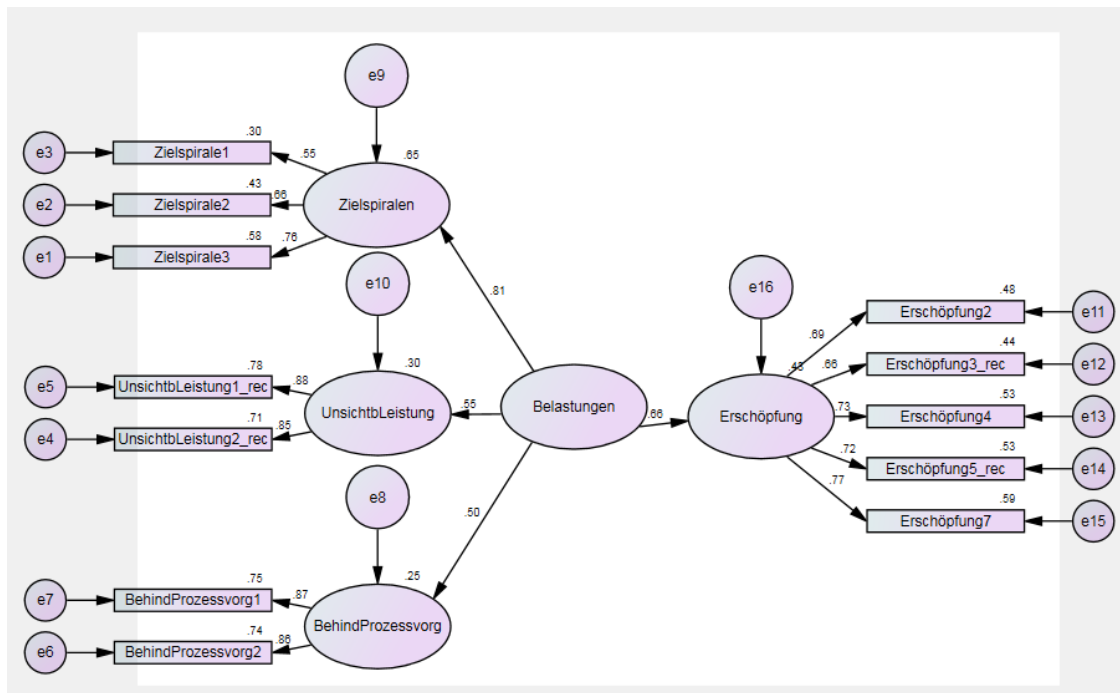 e9
.30
e3
Zielspirale1
.55
.65
.43
e2
Zielspirale2
.66
Zielspiralen
.58
e1
Zielspirale3
.76
e10
e16
.81
.48
Erschöpfung2
e11
.69
.44
.30
.78
.43
.66
Erschöpfung3_rec
e12
e5
UnsichtbLeistung1_rec
.88
UnsichtbLeistung
.55
Belastungen
.66
Erschöpfung
.73
.53
Erschöpfung4
e13
.71
e4
UnsichtbLeistung2_rec
.85
.72
.53
Erschöpfung5_rec
e14
e8
.77
.59
.50
Erschöpfung7
e15
.75
.25
e7
BehindProzessvorg1
.87
.74
BehindProzessvorg
e6
BehindProzessvorg2
.86